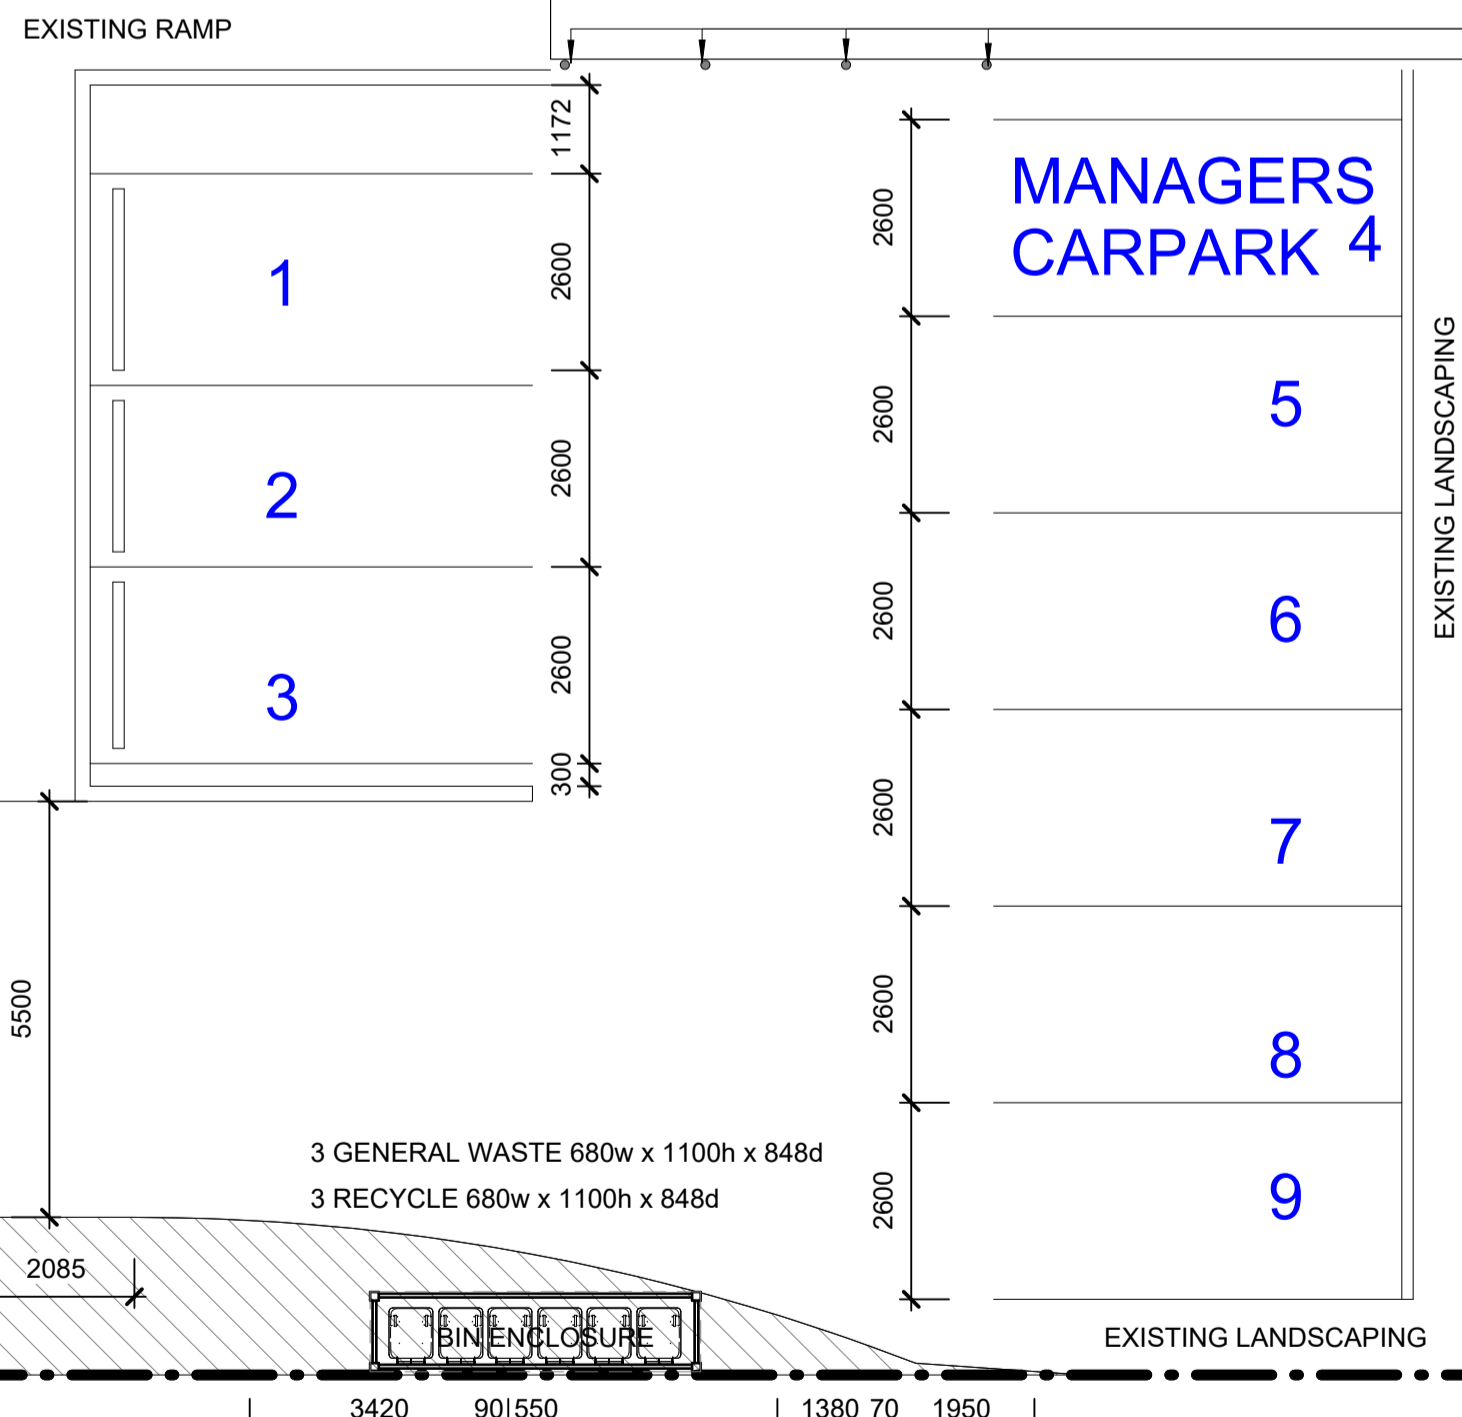 EXISTING RAMP
1172
2600
2600
2600
300
1
2
3
MANAGERS
CARPARK 4
5
6
7
8
9
2600
2600
2600
2600
2600
2600
EXISTING LANDSCAPING
5500
2085
3 GENERAL WASTE 680w x 1100h x 848d
3 RECYCLE 680w x 1100h x 848d
BIN ENCLOSURE
EXISTING LANDSCAPING
3420 90 550 1380 70 1950